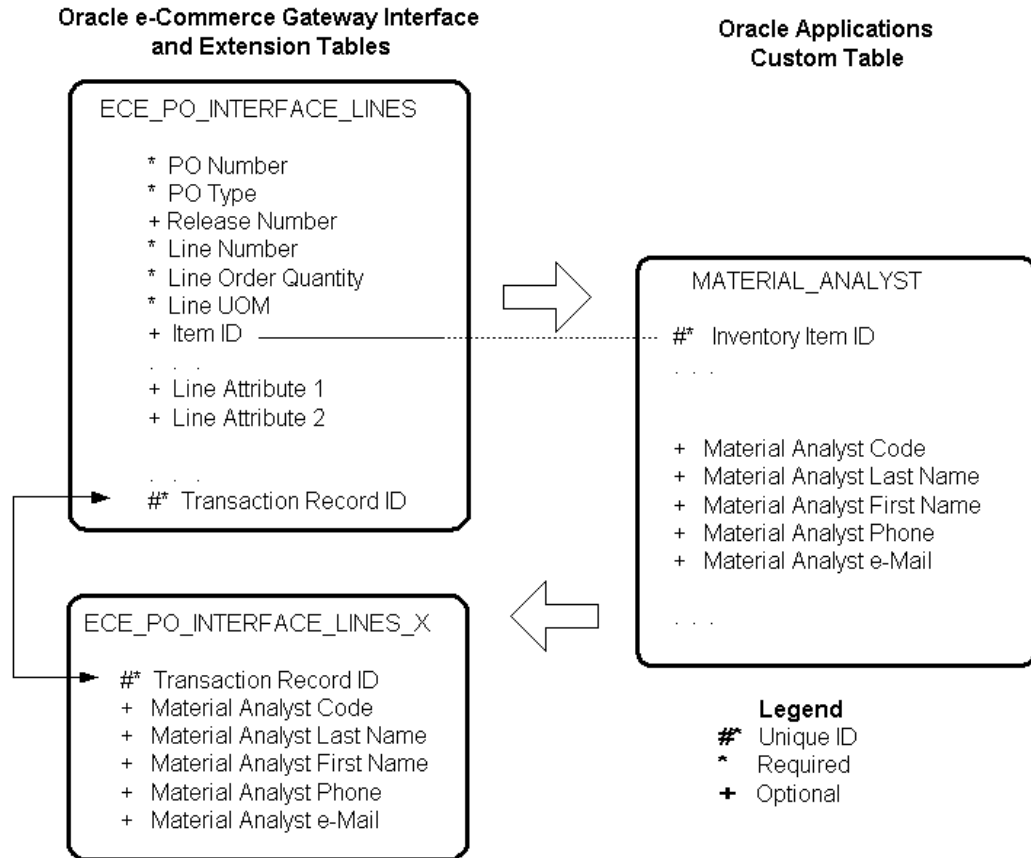 Oracle e-Commerce Gateway Interface
and Extension Tables
ECE_PO_INTERFACE_LINES
* PO Number
* PO Type
+ Release Number
* Line Number
* Line Order Quantity
* Line UOM
+ Item ID
. . .
+ Line Attribute 1
+ Line Attribute 2
. . .
#* Transaction Record ID
ECE_PO_INTERFACE_LINES_X
#* Transaction Record ID
+ Material Analyst Code
+ Material Analyst Last Name
+ Material Analyst First Name
+ Material Analyst Phone
+ Material Analyst e-Mail
Oracle Applications
Custom Table
MATERIAL_ANALYST
#* Inventory Item ID
. . .
+ Material Analyst Code
+ Material Analyst Last Name
+ Material Analyst First Name
+ Material Analyst Phone
+ Material Analyst e-Mail
. . .
Legend
#* Unique ID
* Required
+ Optional